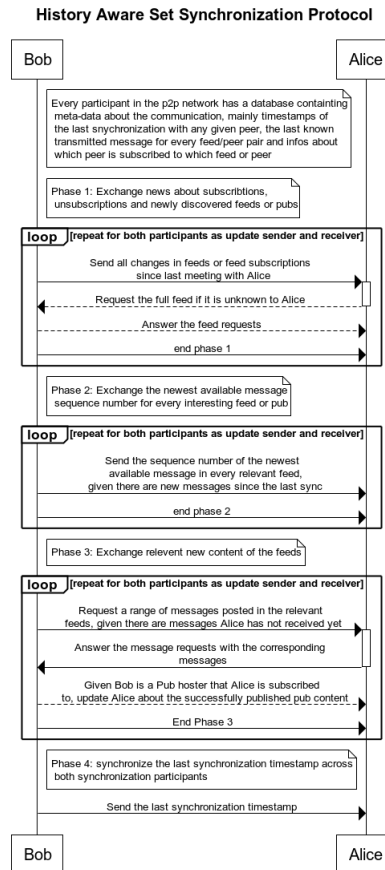 History Aware Set Synchronization Protocol
Bob
Alice
Every participant in the p2p network has a database containting
meta-data about the communication, mainly timestamps of
the last snychronization with any given peer, the last known
transmitted message for every feed/peer pair and infos about
which peer is subscribed to which feed or peer
Phase 1: Exchange news about subscribtions,
unsubscriptions and newly discovered feeds or pubs
loop [repeat for both participants as update sender and receiver]
Send all changes in feeds or feed subscriptions
since last meeting with Alice
Request the full feed if it is unknown to Alice
Answer the feed requests
end phase 1
Phase 2: Exchange the newest available message
sequence number for every interesting feed or pub
loop [repeat for both participants as update sender and receiver]
Send the sequence number of the newest
available message in every relevant feed,
given there are new messages since the last sync
end phase 2
Phase 3: Exchange relevent new content of the feeds
loop [repeat for both participants as update sender and receiver]
Request a range of messages posted in the relevant
feeds, given there are messages Alice has not received yet
Answer the message requests with the corresponding
messages
Given Bob is a Pub hoster that Alice is subscribed
to, update Alice about the successfully published pub content
End Phase 3
Phase 4: synchronize the last synchronization timestamp across
both synchronization participants
Send the last synchronization timestamp
Bob
Alice